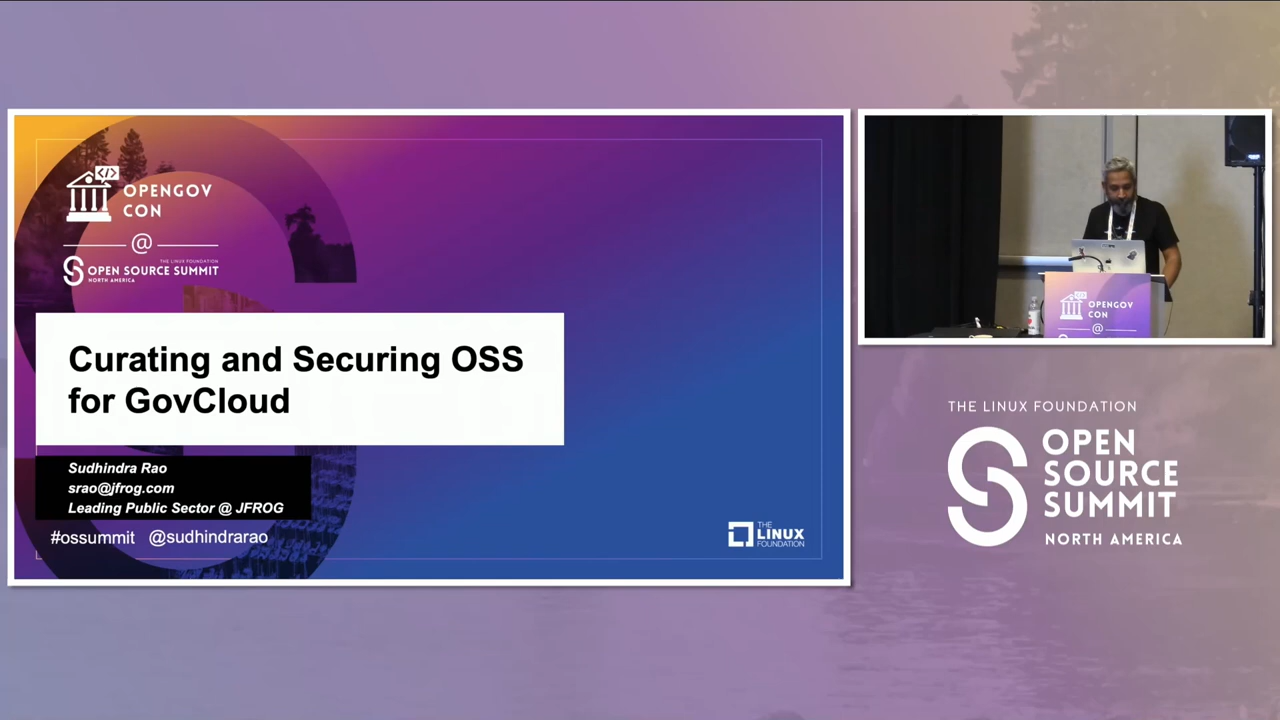 OPENGOV
CON
@
THE LINUX FOUNDATION
OPEN SOURCE SUMMIT
NORTH AMERICA
Curating and Securing OSS
for GovCloud
Sudhindra Rao
srao@jfrog.com
Leading Public Sector @ JFROG
#ossummit @sudhindrarao
THE
LINUX
FOUNDATION
OPENGOV
CON
@
THE LINUX FOUNDATION
OPEN
SOURCE
SUMMIT
NORTH AMERICA